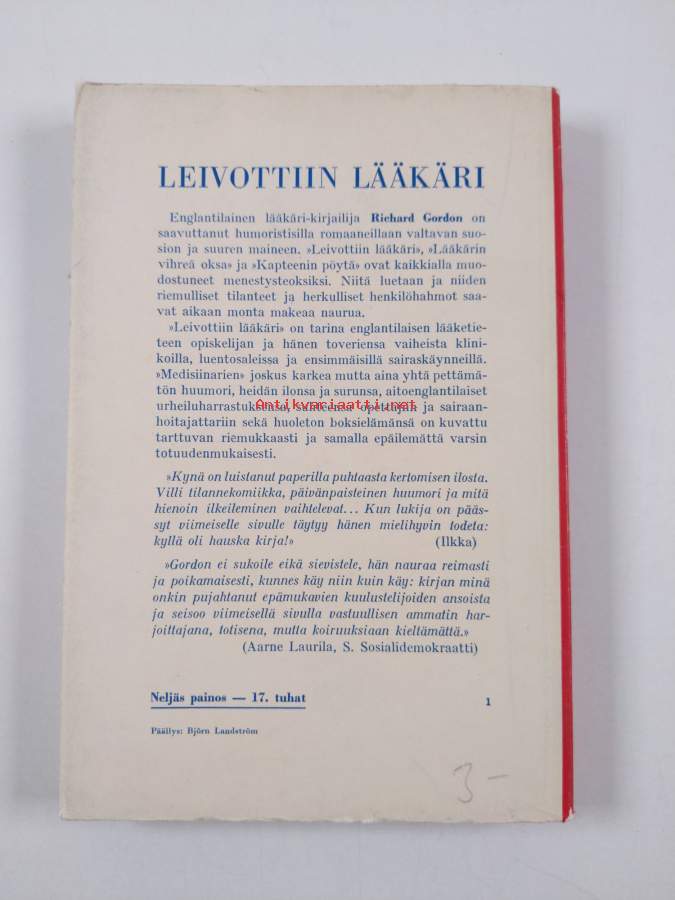 LEIVOTTIIN LÄÄKÄRI
Englantilainen lääkäri-kirjailija Richard Gordon on
saavuttanut humoristisilla romaaneillaan valtavan suo-
sion ja suuren maineen. »Leivottiin lääkäri», »Lääkärin
vihreä oksa» ja »Kapteenin pöytä» ovat kaikkialla muo-
dostuneet menestysteoksiksi. Niitä luetaan ja niiden
riemulliset tilanteet ja herkulliset henkilöhahmot saa-
vat aikaan monta makeaa naurua.
»Leivottiin lääkäri» on tarina englantilaisen lääketie-
teen opiskelijan ja hänen toveriensa vaiheista klini-
koilla, luentosaleissa ja ensimmäisillä sairaskäynneillä.
»Medisiinarien» joskus karkea mutta aina yhtä pettämä-
tön huumori, heidän ilonsa ja surunsa, aitoenglantilaiset
urheiluharrastuksensa, suhteensa opettajiin ja sairaan-
Antikvariaatti.net
hoitajattariin sekä huoleton boksielämänsä on kuvattu
tarttuvan riemukkaasti ja samalla epäilemättä varsin
totuudenmukaisesti.
»Kynä on luistanut paperilla puhtaasta kertomisen ilosta.
Villi tilannekomiikka, päivänpaisteinen huumori ja mitä
hienoin ilkeileminen vaihtelevat... Kun lukija on pääs-
syt viimeiselle sivulle täytyy hänen mielihyvin todeta:
kyllä oli hauska kirja!» (Ilkka)
»Gordon ei sukoile eikä sievistele, hän nauraa reimasti
ja poikamaisesti, kunnes käy niin kuin käy: kirjan minä
onkin pujahtanut epämukavien kuulustelijoiden ansoista
ja seisoo viimeisellä sivulla vastuullisen ammatin har-
joittajana, totisena, mutta koiruuksiaan kieltämättä.»
(Aarne Laurila, S. Sosialidemokraatti)
Neljäs painos — 17. tuhat 1
Päällys: Björn Landström
3-